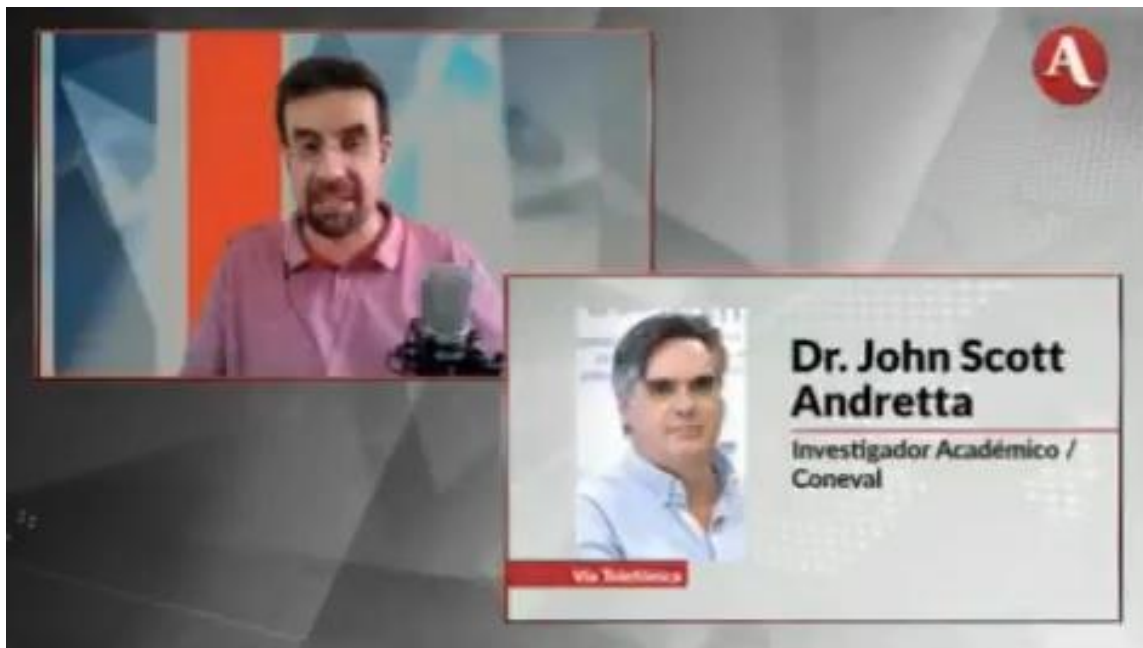 A
Dr. John Scott
Andretta
Investigador Académico /
Coneval
Vía Telefónica